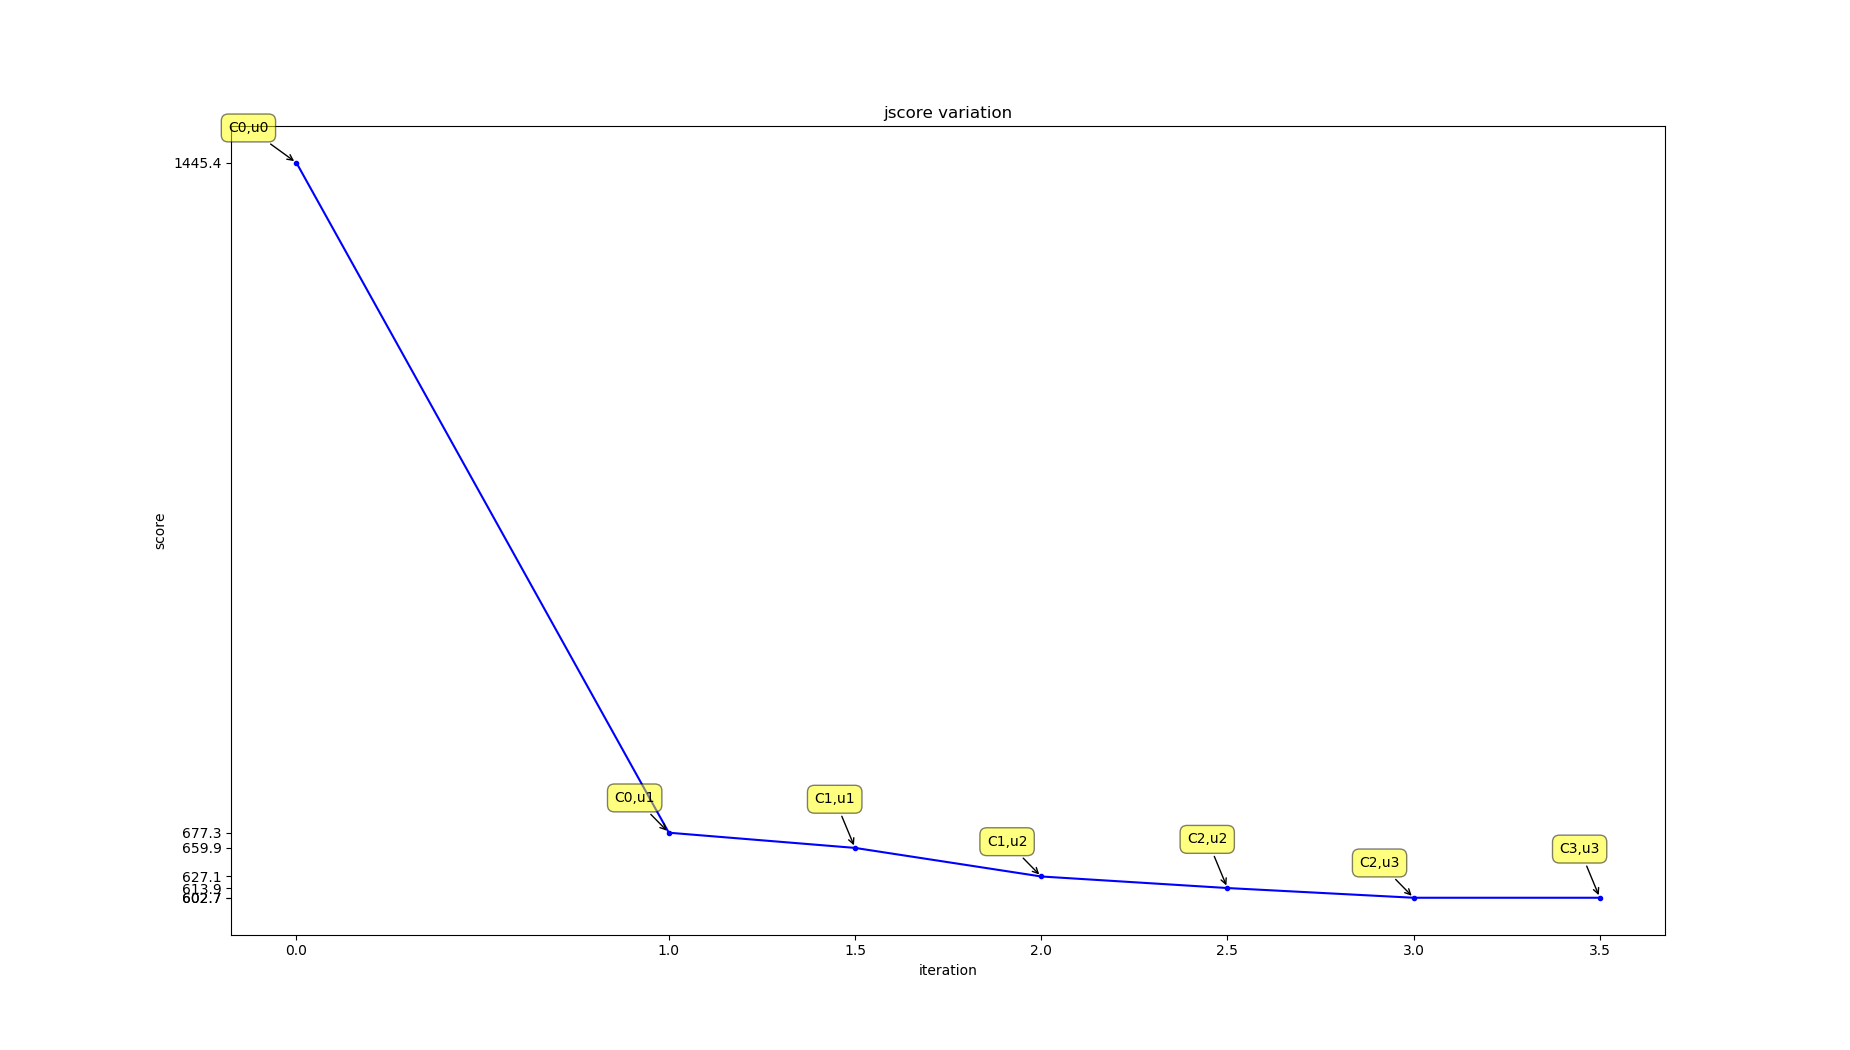 jscore variation
C0,u0
1445.4
score
C0,u1
C1,u1
677.3
C1,u2
C2,u2
659.9
C3,u3
C2,u3
627.1
613.9
602.7
0.0
1.0
1.5
2.0
2.5
3.0
3.5
iteration